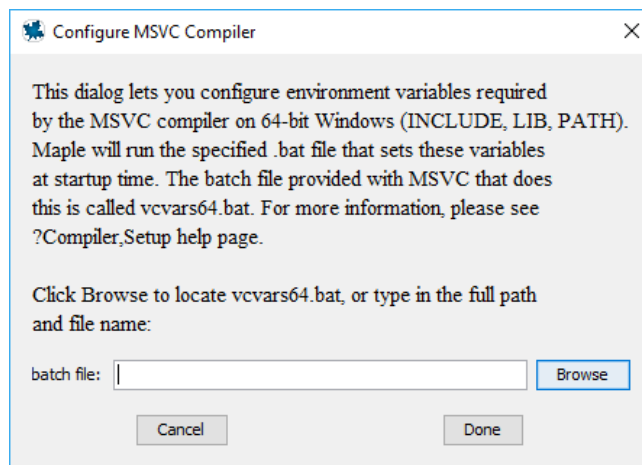 Configure MSVC Compiler
This dialog lets you configure environment variables required
by the MSVC compiler on 64-bit Windows (INCLUDE, LIB, PATH).
Maple will run the specified .bat file that sets these variables
at startup time. The batch file provided with MSVC that does
this is called vcvars64.bat. For more information, please see
?Compiler,Setup help page.
Click Browse to locate vcvars64.bat, or type in the full path
and file name:
batch file: Browse
Cancel Done